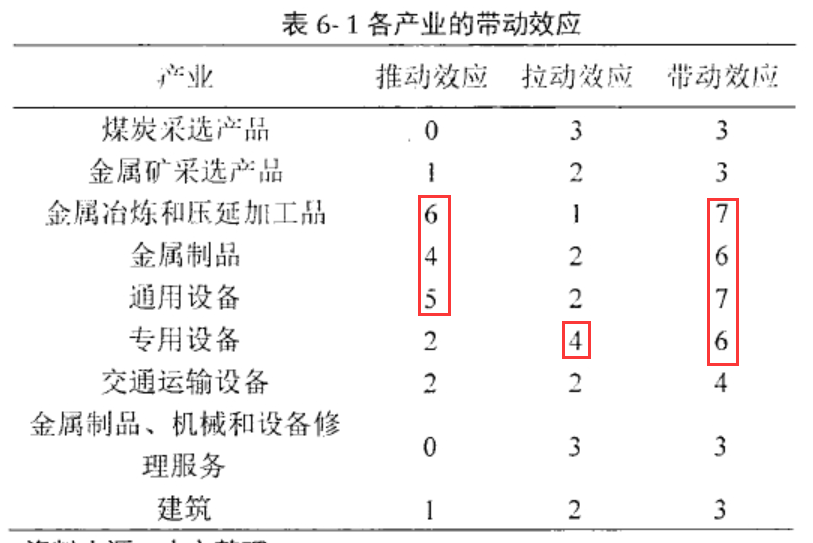 表 6-1 各产业的带动效应
产业 推动效应 拉动效应 带动效应
煤炭采选产品 0 3 3
金属矿采选产品 1 2 3
金属冶炼和压延加工品 6 1 7
金属制品 4 2 6
通用设备 5 2 7
专用设备 2 4 6
交通运输设备 2 2 4
金属制品、机械和设备修
理服务 0 3 3
建筑 1 2 3